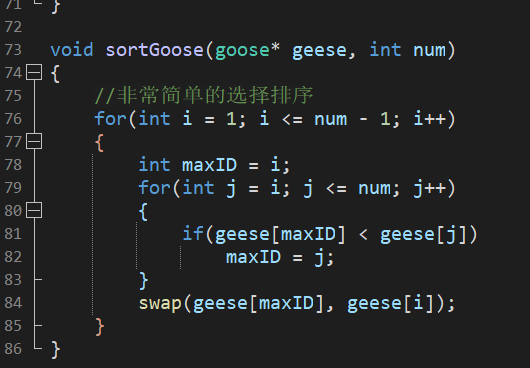 71 }
72
73 void sortGoose(goose* geese, int num)
74 {
75 //非常简单的选择排序
76 for(int i = 1; i <= num - 1; i++)
77 {
78 int maxID = i;
79 for(int j = i; j <= num; j++)
80 {
81 if(geese[maxID] < geese[j])
82 maxID = j;
83 }
84 swap(geese[maxID], geese[i]);
85 }
86 }